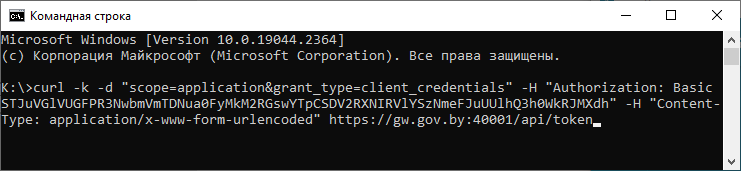 Командная строка
Microsoft Windows [Version 10.0.19044.2364]
(c) Корпорация Майкрософт (Microsoft Corporation). Все права защищены.
K:\>curl -k -d "scope=application&grant_type=client_credentials" -H "Authorization: Basic
STJuVGlVUGFPR3NwbmVmTDNua0FyMkM2RGswYTpCSDV2RXNIRVlYSzNmeFJuUUlhQ3h0WkRJMXdh" -H "Content-
Type: application/x-www-form-urlencoded" https://gw.gov.by:40001/api/token